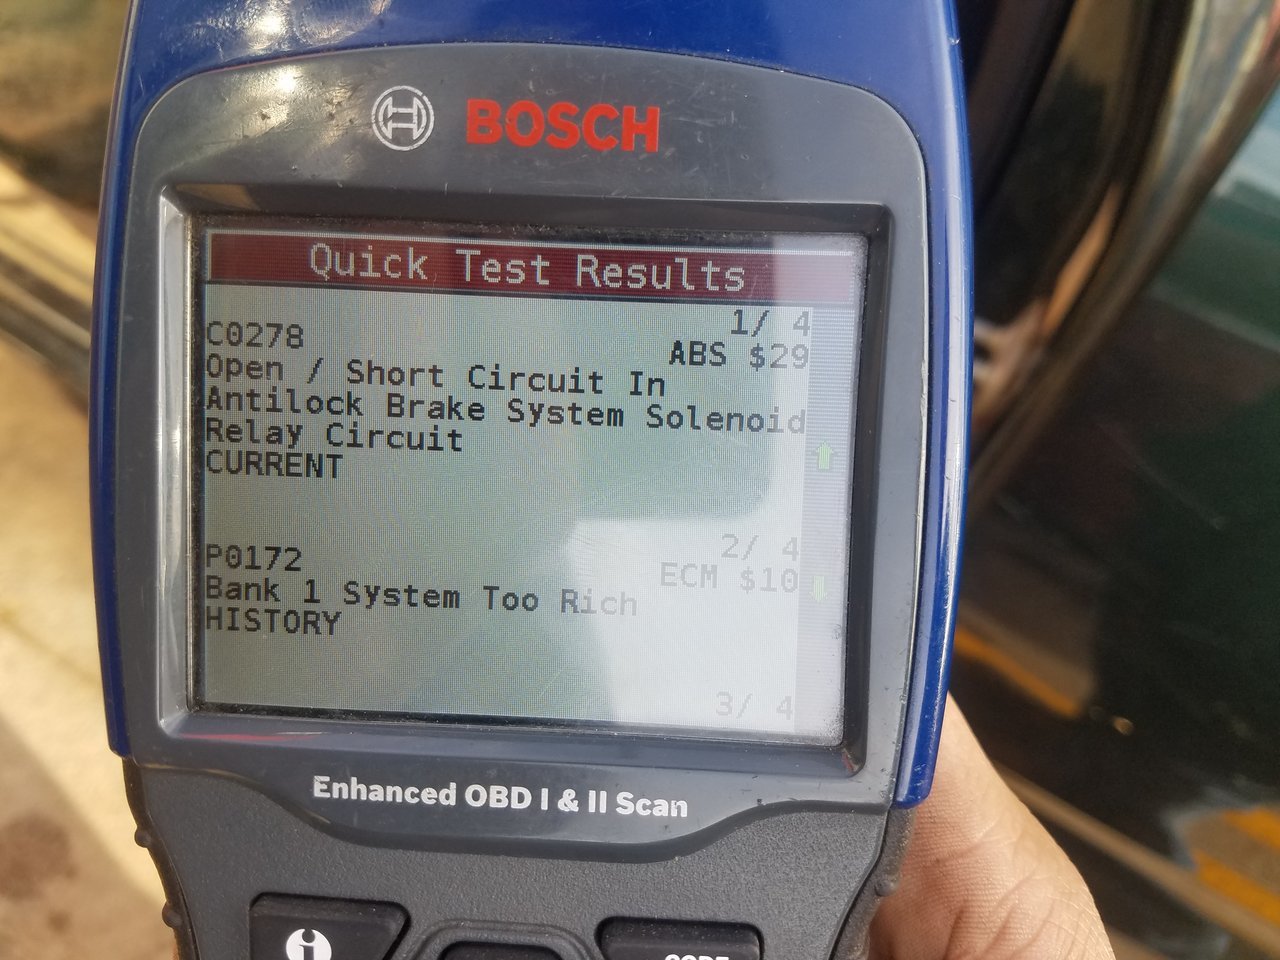 BOSCH
Quick Test Results
1/ 4
C0278
ABS $29
Open / Short Circuit In
Antilock Brake System Solenoid
Relay Circuit
CURRENT
2/ 4
P0172
ECM $10
Bank 1 System Too Rich
HISTORY
3/ 4
Enhanced OBD I & II Scan
i
CODE